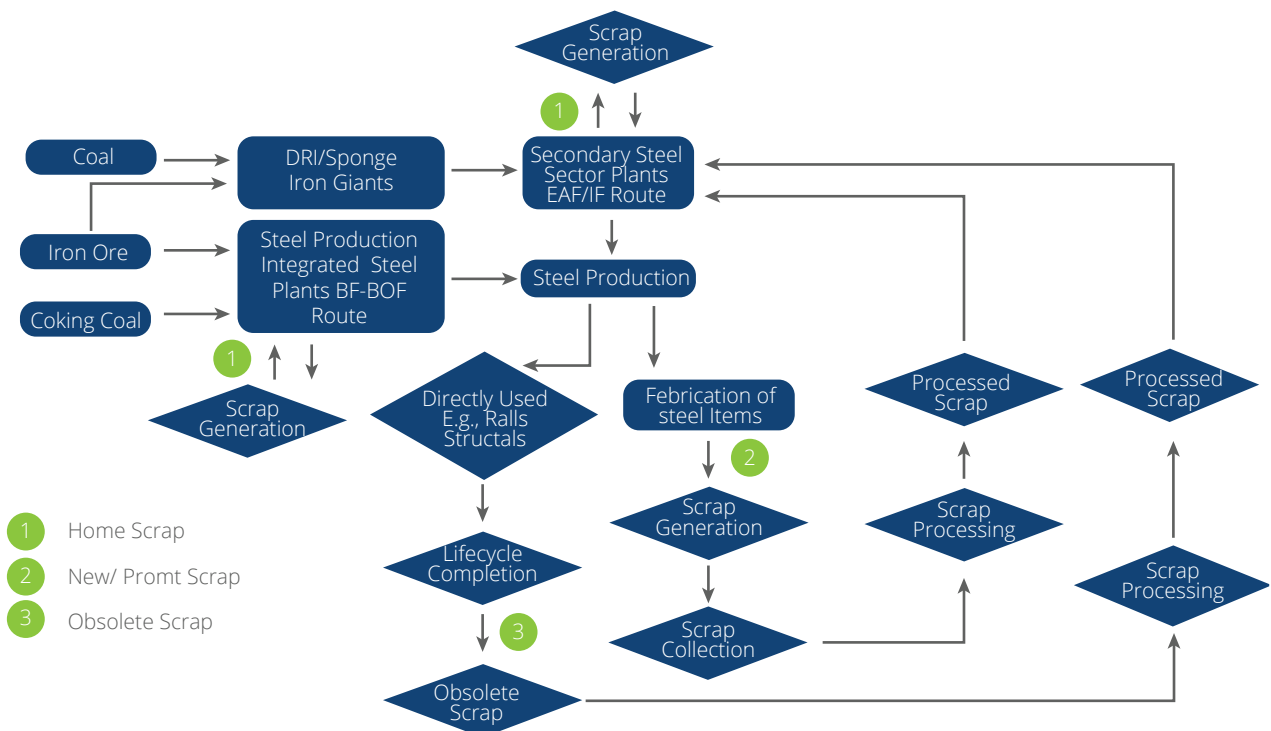 Scrap
Generation
1
Coal
DRI/Sponge
Iron Giants
Secondary Steel
Sector Plants
EAF/IF Route
Iron Ore
Steel Production
Integrated Steel
Plants BF-BOF
Route
Steel Production
Coking Coal
1
Scrap
Generation
Directly Used
E.g., Ralls
Structals
Febrication of
steel Items
Processed
Scrap
Processed
Scrap
2
Scrap
Generation
Scrap
Processing
1 Home Scrap
2 New/ Promt Scrap
3 Obsolete Scrap
Lifecycle
Completion
Scrap
Processing
3
Scrap
Collection
Obsolete
Scrap